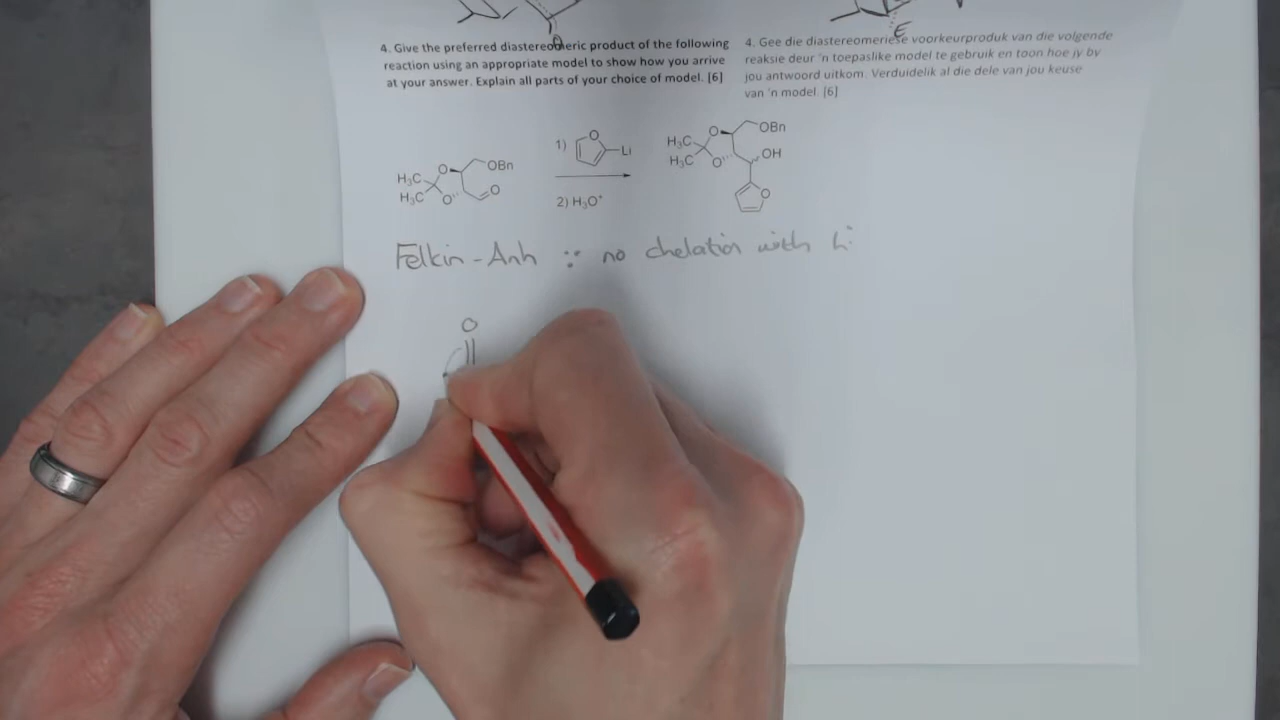 4. Give the preferred diastereomeric product of the following
reaction using an appropriate model to show how you arrive
at your answer. Explain all parts of your choice of model. [6]
4. Gee die diastereomeriese voorkeurproduk van die volgende
reaksie deur 'n toepaslike model te gebruik en toon hoe jy by
jou antwoord uitkom. Verduidelik al die dele van jou keuse
van 'n model. [6]
H₃C
H₃C
O
O
OBn
O
1)
O
Li
2) H₃O⁺
H₃C
H₃C
O
O
OBn
OH
O
Felkin-Anh ∵ no chelation with Li
O
E